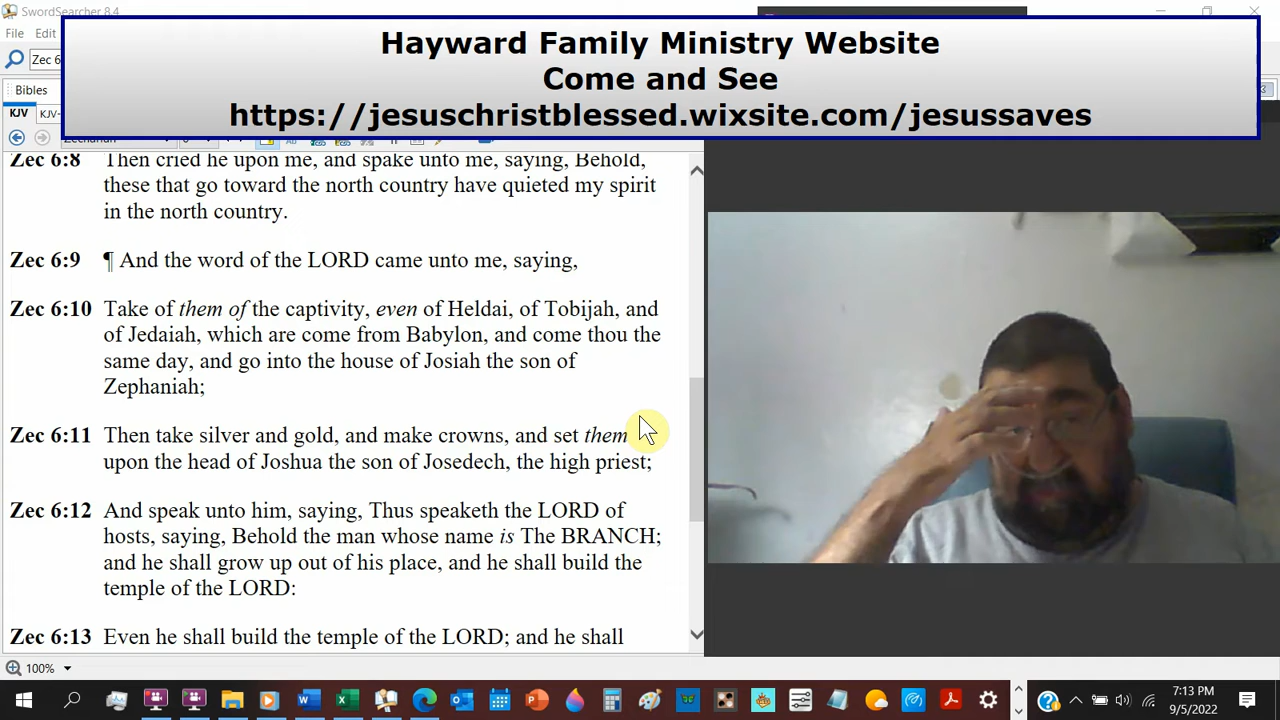 SwordSearcher 8.4
File Edit
Hayward Family Ministry Website
Come and See
https://jesuschristblessed.wixsite.com/jesussaves
Zec 6
Bibles
KJV KJV-
Zec 6:8 Then cried he upon me, and spake unto me, saying, Behold,
these that go toward the north country have quieted my spirit
in the north country.
Zec 6:9 ¶ And the word of the LORD came unto me, saying,
Zec 6:10 Take of them of the captivity, even of Heldai, of Tobijah, and
of Jedaiah, which are come from Babylon, and come thou the
same day, and go into the house of Josiah the son of
Zephaniah;
Zec 6:11 Then take silver and gold, and make crowns, and set them
upon the head of Joshua the son of Josedech, the high priest;
Zec 6:12 And speak unto him, saying, Thus speaketh the LORD of
hosts, saying, Behold the man whose name is The BRANCH;
and he shall grow up out of his place, and he shall build the
temple of the LORD:
Zec 6:13 Even he shall build the temple of the LORD; and he shall
100%
7:13 PM
9/5/2022